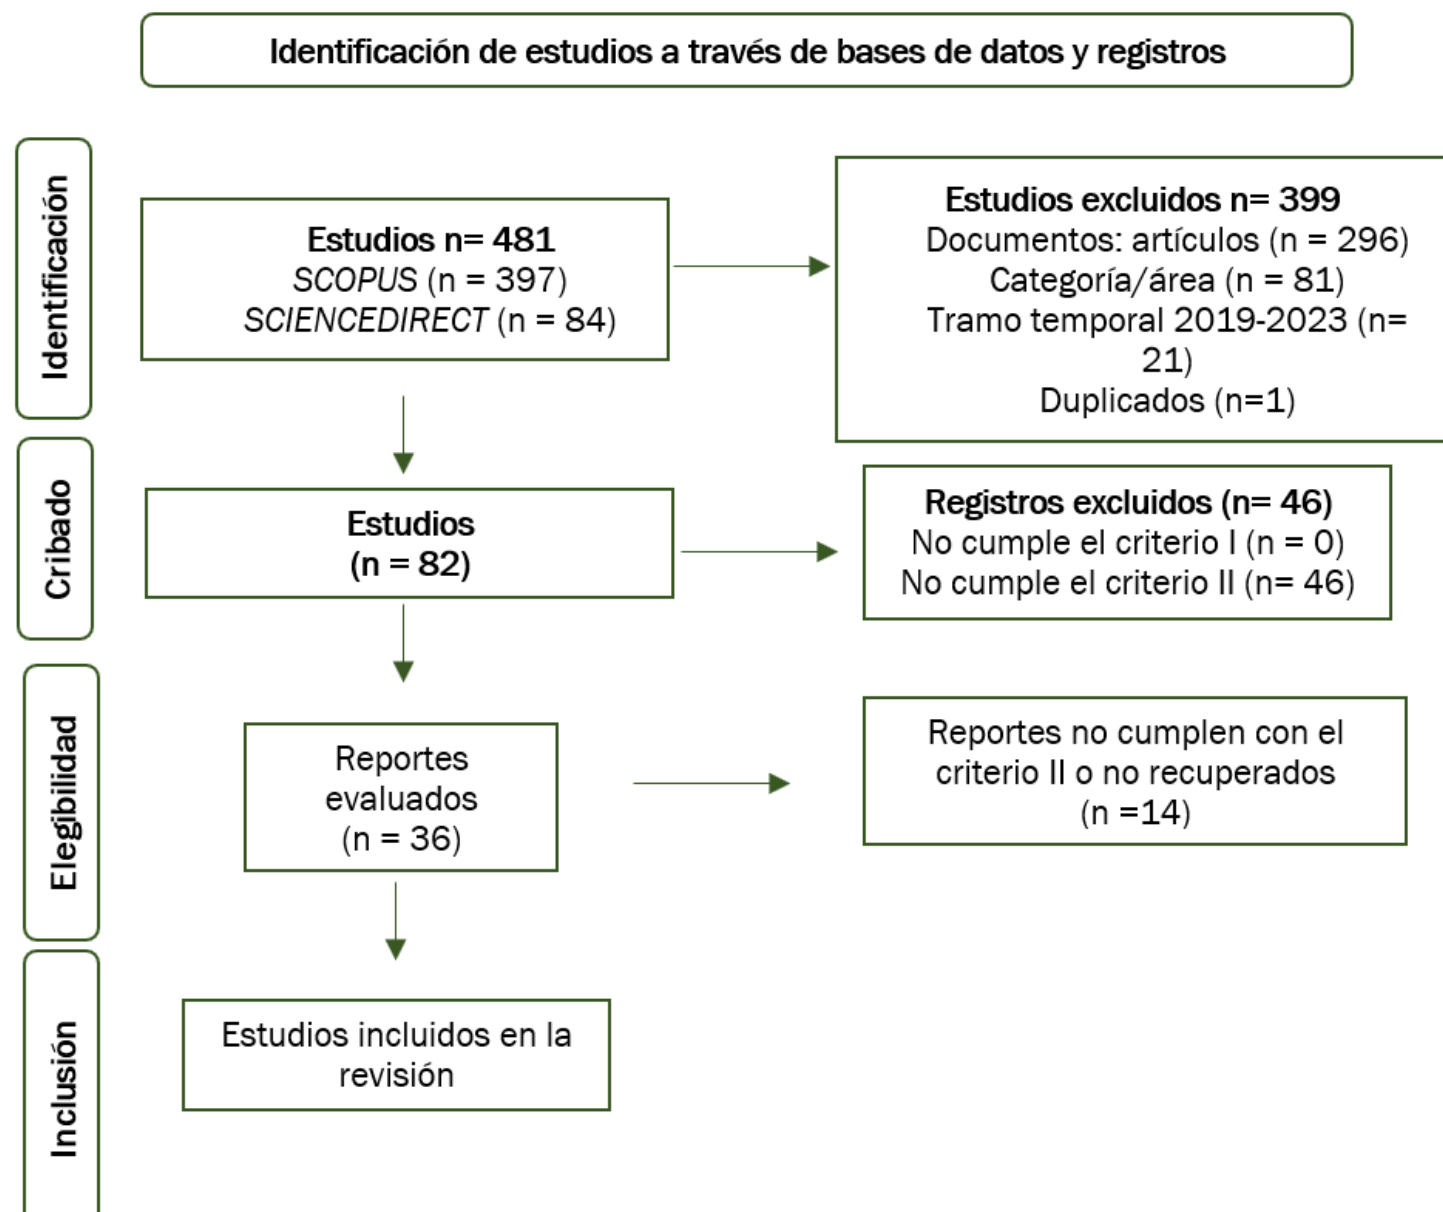 Identificación de estudios a través de bases de datos y registros
Identificación
Estudios n= 481
SCOPUS (n = 397)
SCIENCEDIRECT (n = 84)
Estudios excluidos n= 399
Documentos: artículos (n = 296)
Categoría/área (n = 81)
Tramo temporal 2019-2023 (n=
21)
Duplicados (n=1)
Cribado
Estudios
(n = 82)
Registros excluidos (n= 46)
No cumple el criterio I (n = 0)
No cumple el criterio II (n= 46)
Elegibilidad
Reportes
evaluados
(n = 36)
Reportes no cumplen con el
criterio II o no recuperados
(n =14)
Inclusión
Estudios incluidos en la
revisión